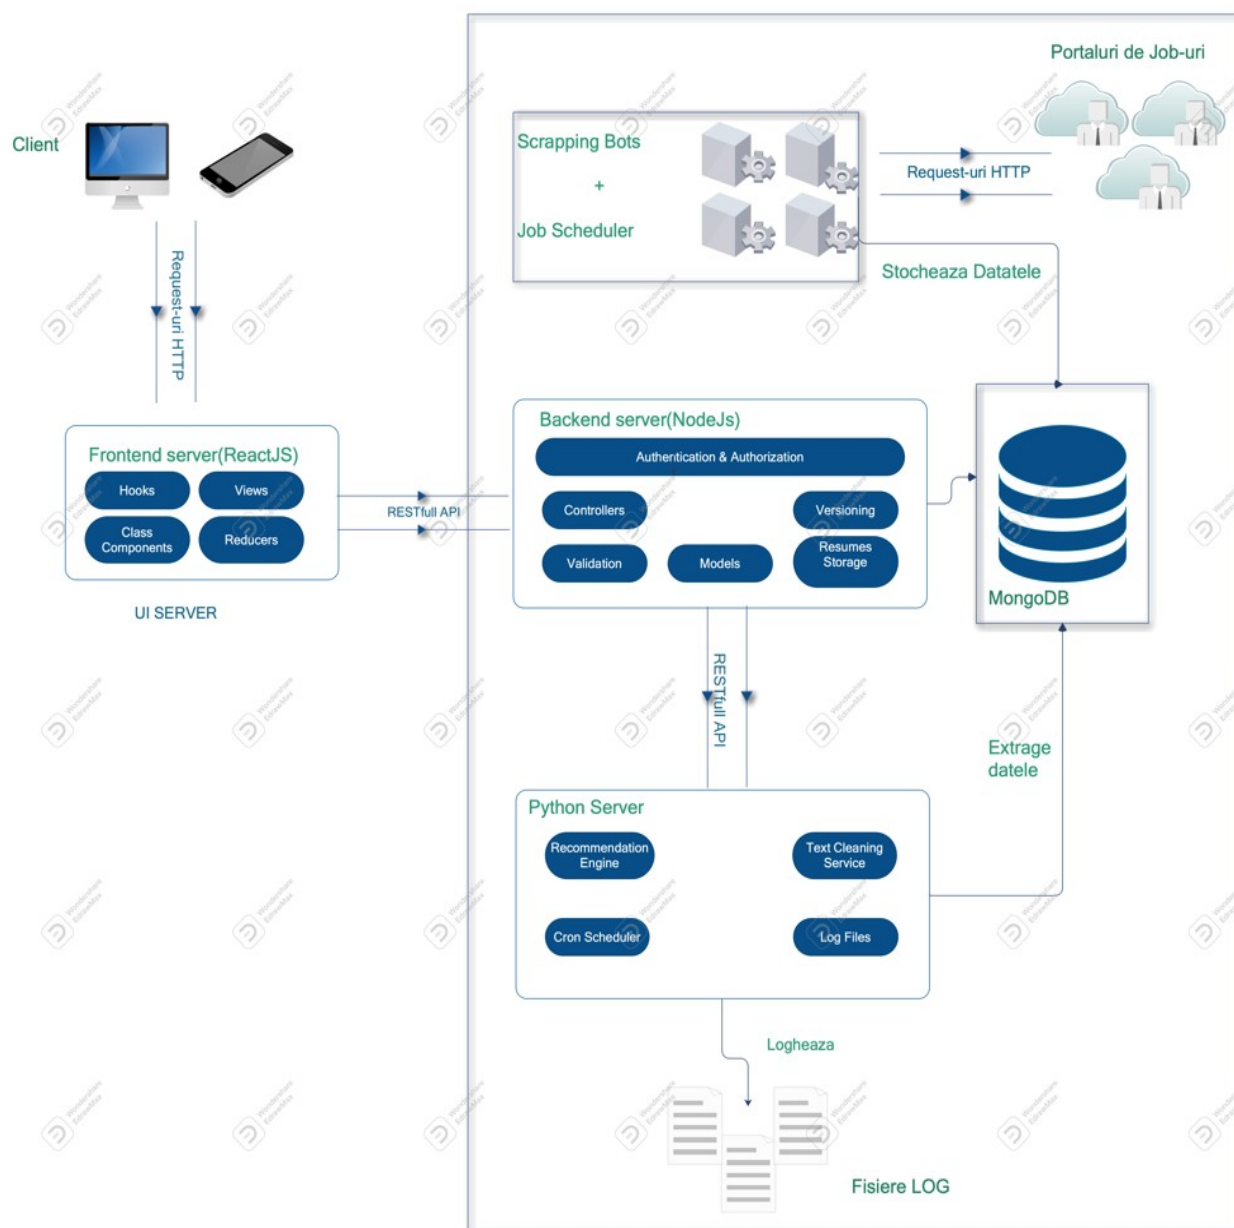 Portaluri de Job-uri
Client
Scrapping Bots
+
Job Scheduler
Request-uri HTTP
Stocheaza Datatele
Request-uri HTTP
Frontend server(ReactJS)
Hooks
Views
Class
Components
Reducers
UI SERVER
RESTfull API
Backend server(NodeJs)
Authentication & Authorization
Controllers
Versioning
Validation
Models
Resumes
Storage
MongoDB
RESTfull API
Extrage
datele
Python Server
Recommendation
Engine
Text Cleaning
Service
Cron Scheduler
Log Files
Logheaza
Fisiere LOG
Wondershare
EdrawMax